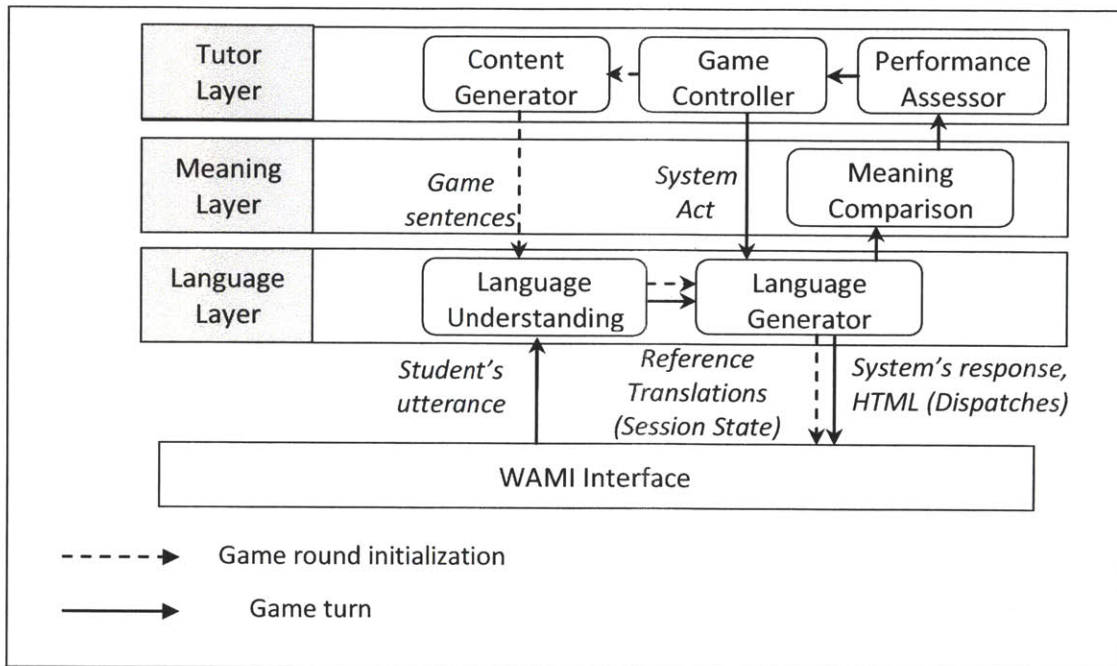 Tutor
Layer
Content
Generator
Game
Controller
Performance
Assessor
Meaning
Layer
Game
sentences
System
Act
Meaning
Comparison
Language
Layer
Language
Understanding
Language
Generator
Student's
utterance
Reference
Translations
(Session State)
System's response,
HTML (Dispatches)
WAMI Interface
Game round initialization
Game turn